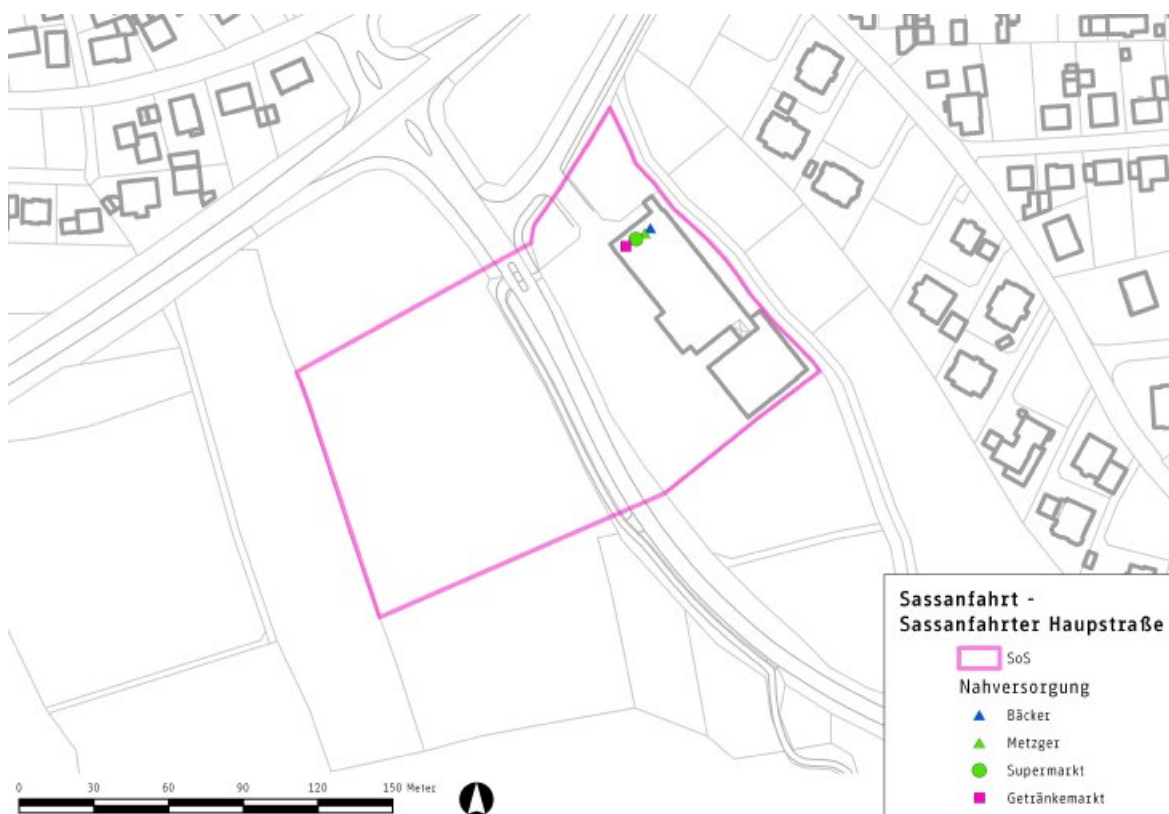 Sassanfahrt -
Sassanfahrter Haupstraße
SoS
Nahversorgung
Bäcker
Metzger
Supermarkt
Getränkemarkt
0 30 60 90 120 150 Meter